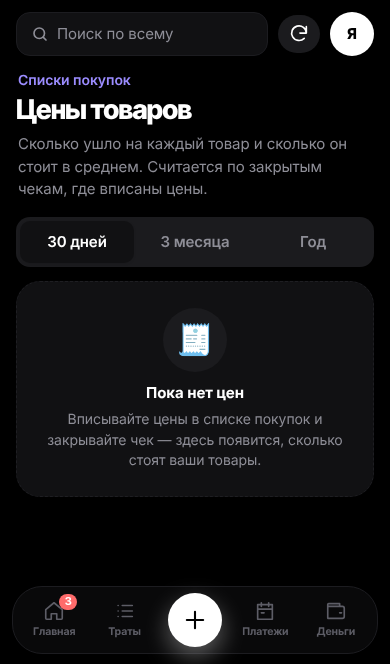 Поиск по всему
Я
Списки покупок
Цены товаров
Сколько ушло на каждый товар и сколько он
стоит в среднем. Считается по закрытым
чекам, где вписаны цены.
30 дней
3 месяца
Год
Пока нет цен
Вписывайте цены в списке покупок и
закрывайте чек — здесь появится, сколько
стоят ваши товары.
3
Главная
Траты
Платежи
Деньги